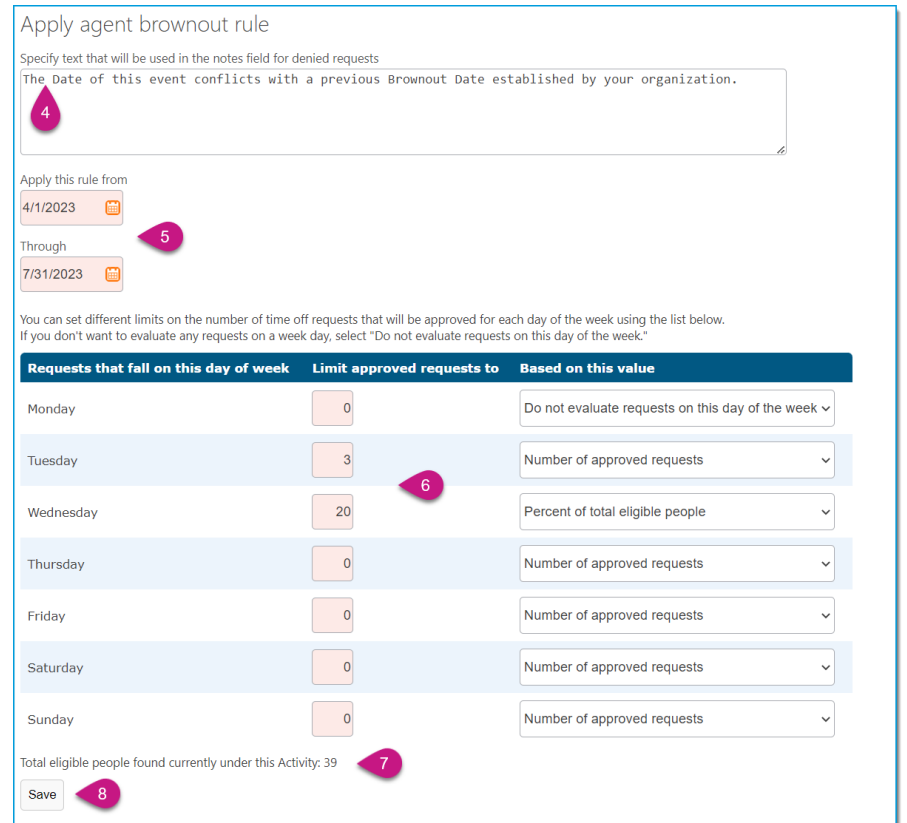 Apply agent brownout rule
Specify text that will be used in the notes field for denied requests
The Date of this event conflicts with a previous Brownout Date established by your organization.
4
Apply this rule from
4/1/2023
5
Through
7/31/2023
You can set different limits on the number of time off requests that will be approved for each day of the week using the list below.
If you don't want to evaluate any requests on a week day, select "Do not evaluate requests on this day of the week."
Requests that fall on this day of week Limit approved requests to Based on this value
Monday 0 Do not evaluate requests on this day of the week
Tuesday 3 Number of approved requests
6
Wednesday 20 Percent of total eligible people
Thursday 0 Number of approved requests
Friday 0 Number of approved requests
Saturday 0 Number of approved requests
Sunday 0 Number of approved requests
Total eligible people found currently under this Activity: 39 7
Save 8